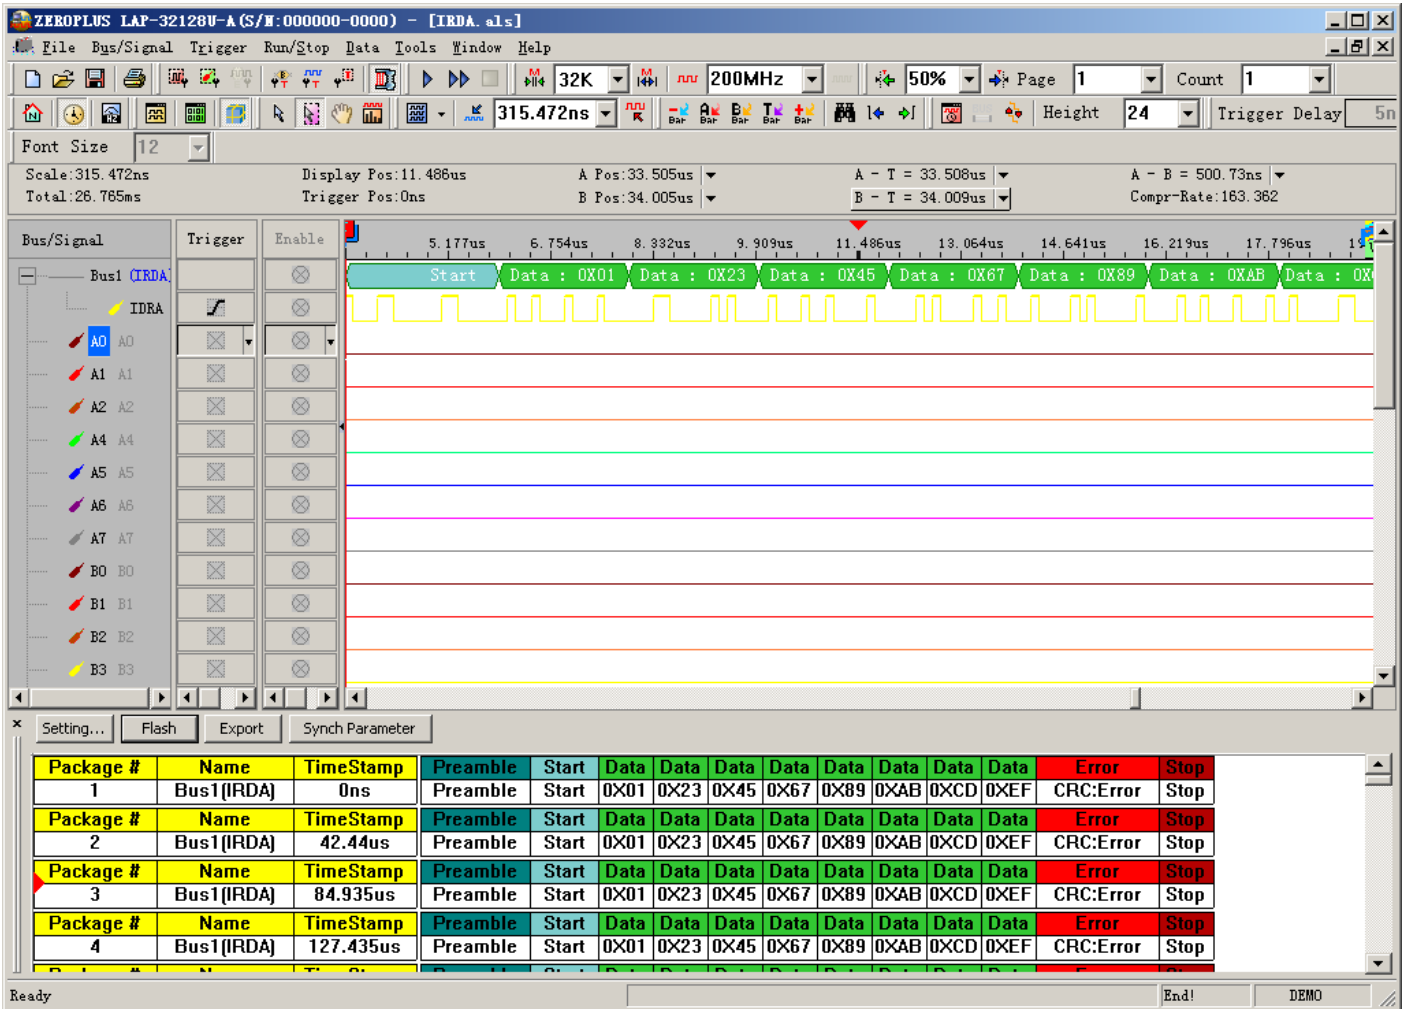 ZEROPLUS LAP-32128U-A(S/N:000000-0000) - [IRDA.als]
File Bus/Signal Trigger Run/Stop Data Tools Window Help
32K 200MHz 50% Page 1 Count 1
315.472ns Bar Bar Bar Bar Bar Height 24 Trigger Delay 5n
Font Size 12
Scale:315.472ns Display Pos:11.486us A Pos:33.505us A - T = 33.508us A - B = 500.73ns
Total:26.765ms Trigger Pos:0ns B Pos:34.005us B - T = 34.009us Compr-Rate:163.362
Bus/Signal Trigger Enable 5.177us 6.754us 8.332us 9.909us 11.486us 13.064us 14.641us 16.219us 17.796us
Bus1 (IRDA) Start Data : 0X01 Data : 0X23 Data : 0X45 Data : 0X67 Data : 0X89 Data : 0XAB Data : 0X
IDRA
A0 A0
A1 A1
A2 A2
A4 A4
A5 A5
A6 A6
A7 A7
B0 B0
B1 B1
B2 B2
B3 B3
Setting... Flash Export Synch Parameter
Package # Name TimeStamp Preamble Start Data Data Data Data Data Data Data Data Error Stop
1 Bus1(IRDA) 0ns Preamble Start 0X01 0X23 0X45 0X67 0X89 0XAB 0XCD 0XEF CRC:Error Stop
Package # Name TimeStamp Preamble Start Data Data Data Data Data Data Data Data Error Stop
2 Bus1(IRDA) 42.44us Preamble Start 0X01 0X23 0X45 0X67 0X89 0XAB 0XCD 0XEF CRC:Error Stop
Package # Name TimeStamp Preamble Start Data Data Data Data Data Data Data Data Error Stop
3 Bus1(IRDA) 84.935us Preamble Start 0X01 0X23 0X45 0X67 0X89 0XAB 0XCD 0XEF CRC:Error Stop
Package # Name TimeStamp Preamble Start Data Data Data Data Data Data Data Data Error Stop
4 Bus1(IRDA) 127.435us Preamble Start 0X01 0X23 0X45 0X67 0X89 0XAB 0XCD 0XEF CRC:Error Stop
Ready End! DEMO